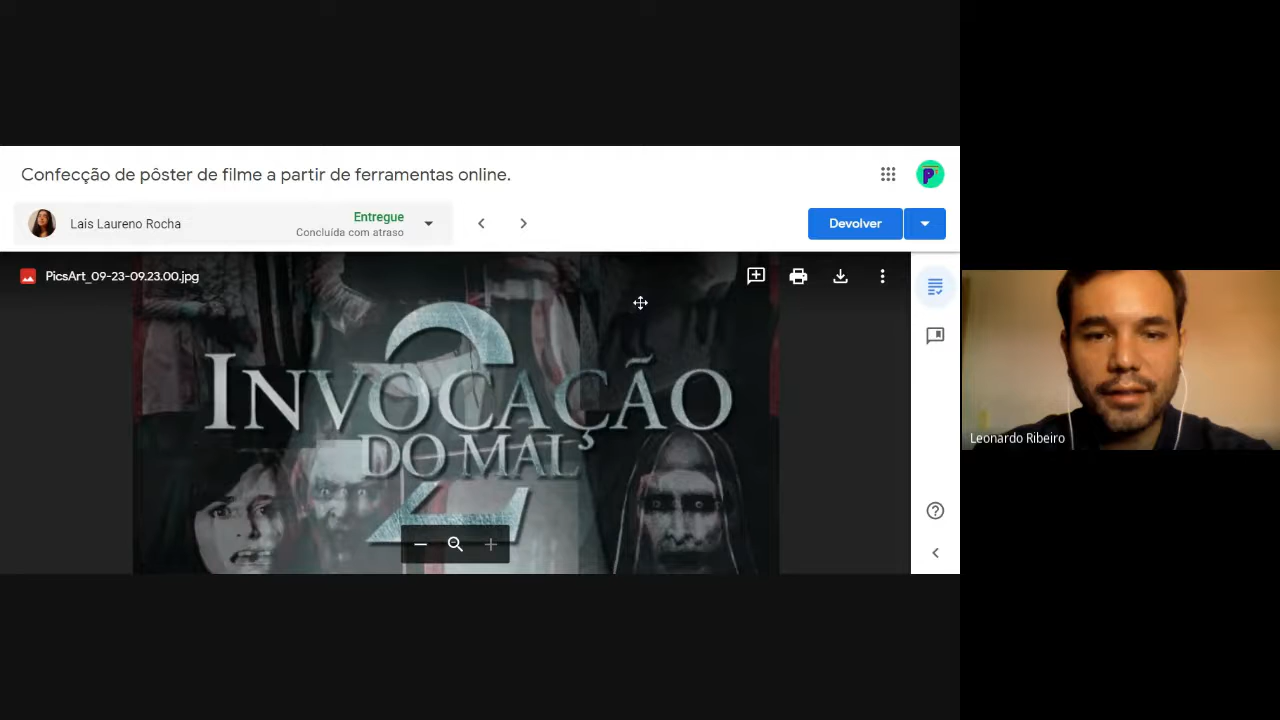 Confecção de pôster de filme a partir de ferramentas online.
P
Laís Laureno Rocha
Entregue
Concluída com atraso
Devolver
PicsArt_09-23-09.23.00.jpg
2
INVOCAÇÃO
DO MAL
Leonardo Ribeiro